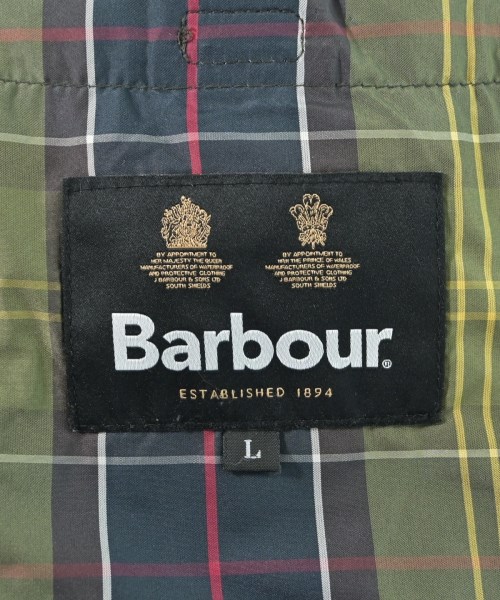 BY APPOINTMENT TO
HER MAJESTY THE QUEEN
MANUFACTURERS OF WATERPROOF
AND PROTECTIVE CLOTHING
J BARBOUR & SONS LTD
SOUTH SHIELDS
BY APPOINTMENT TO
HRH THE PRINCE OF WALES
MANUFACTURERS OF WATERPROOF
AND PROTECTIVE CLOTHING
J BARBOUR & SONS LTD
SOUTH SHIELDS
Barbour®
ESTABLISHED 1894
L